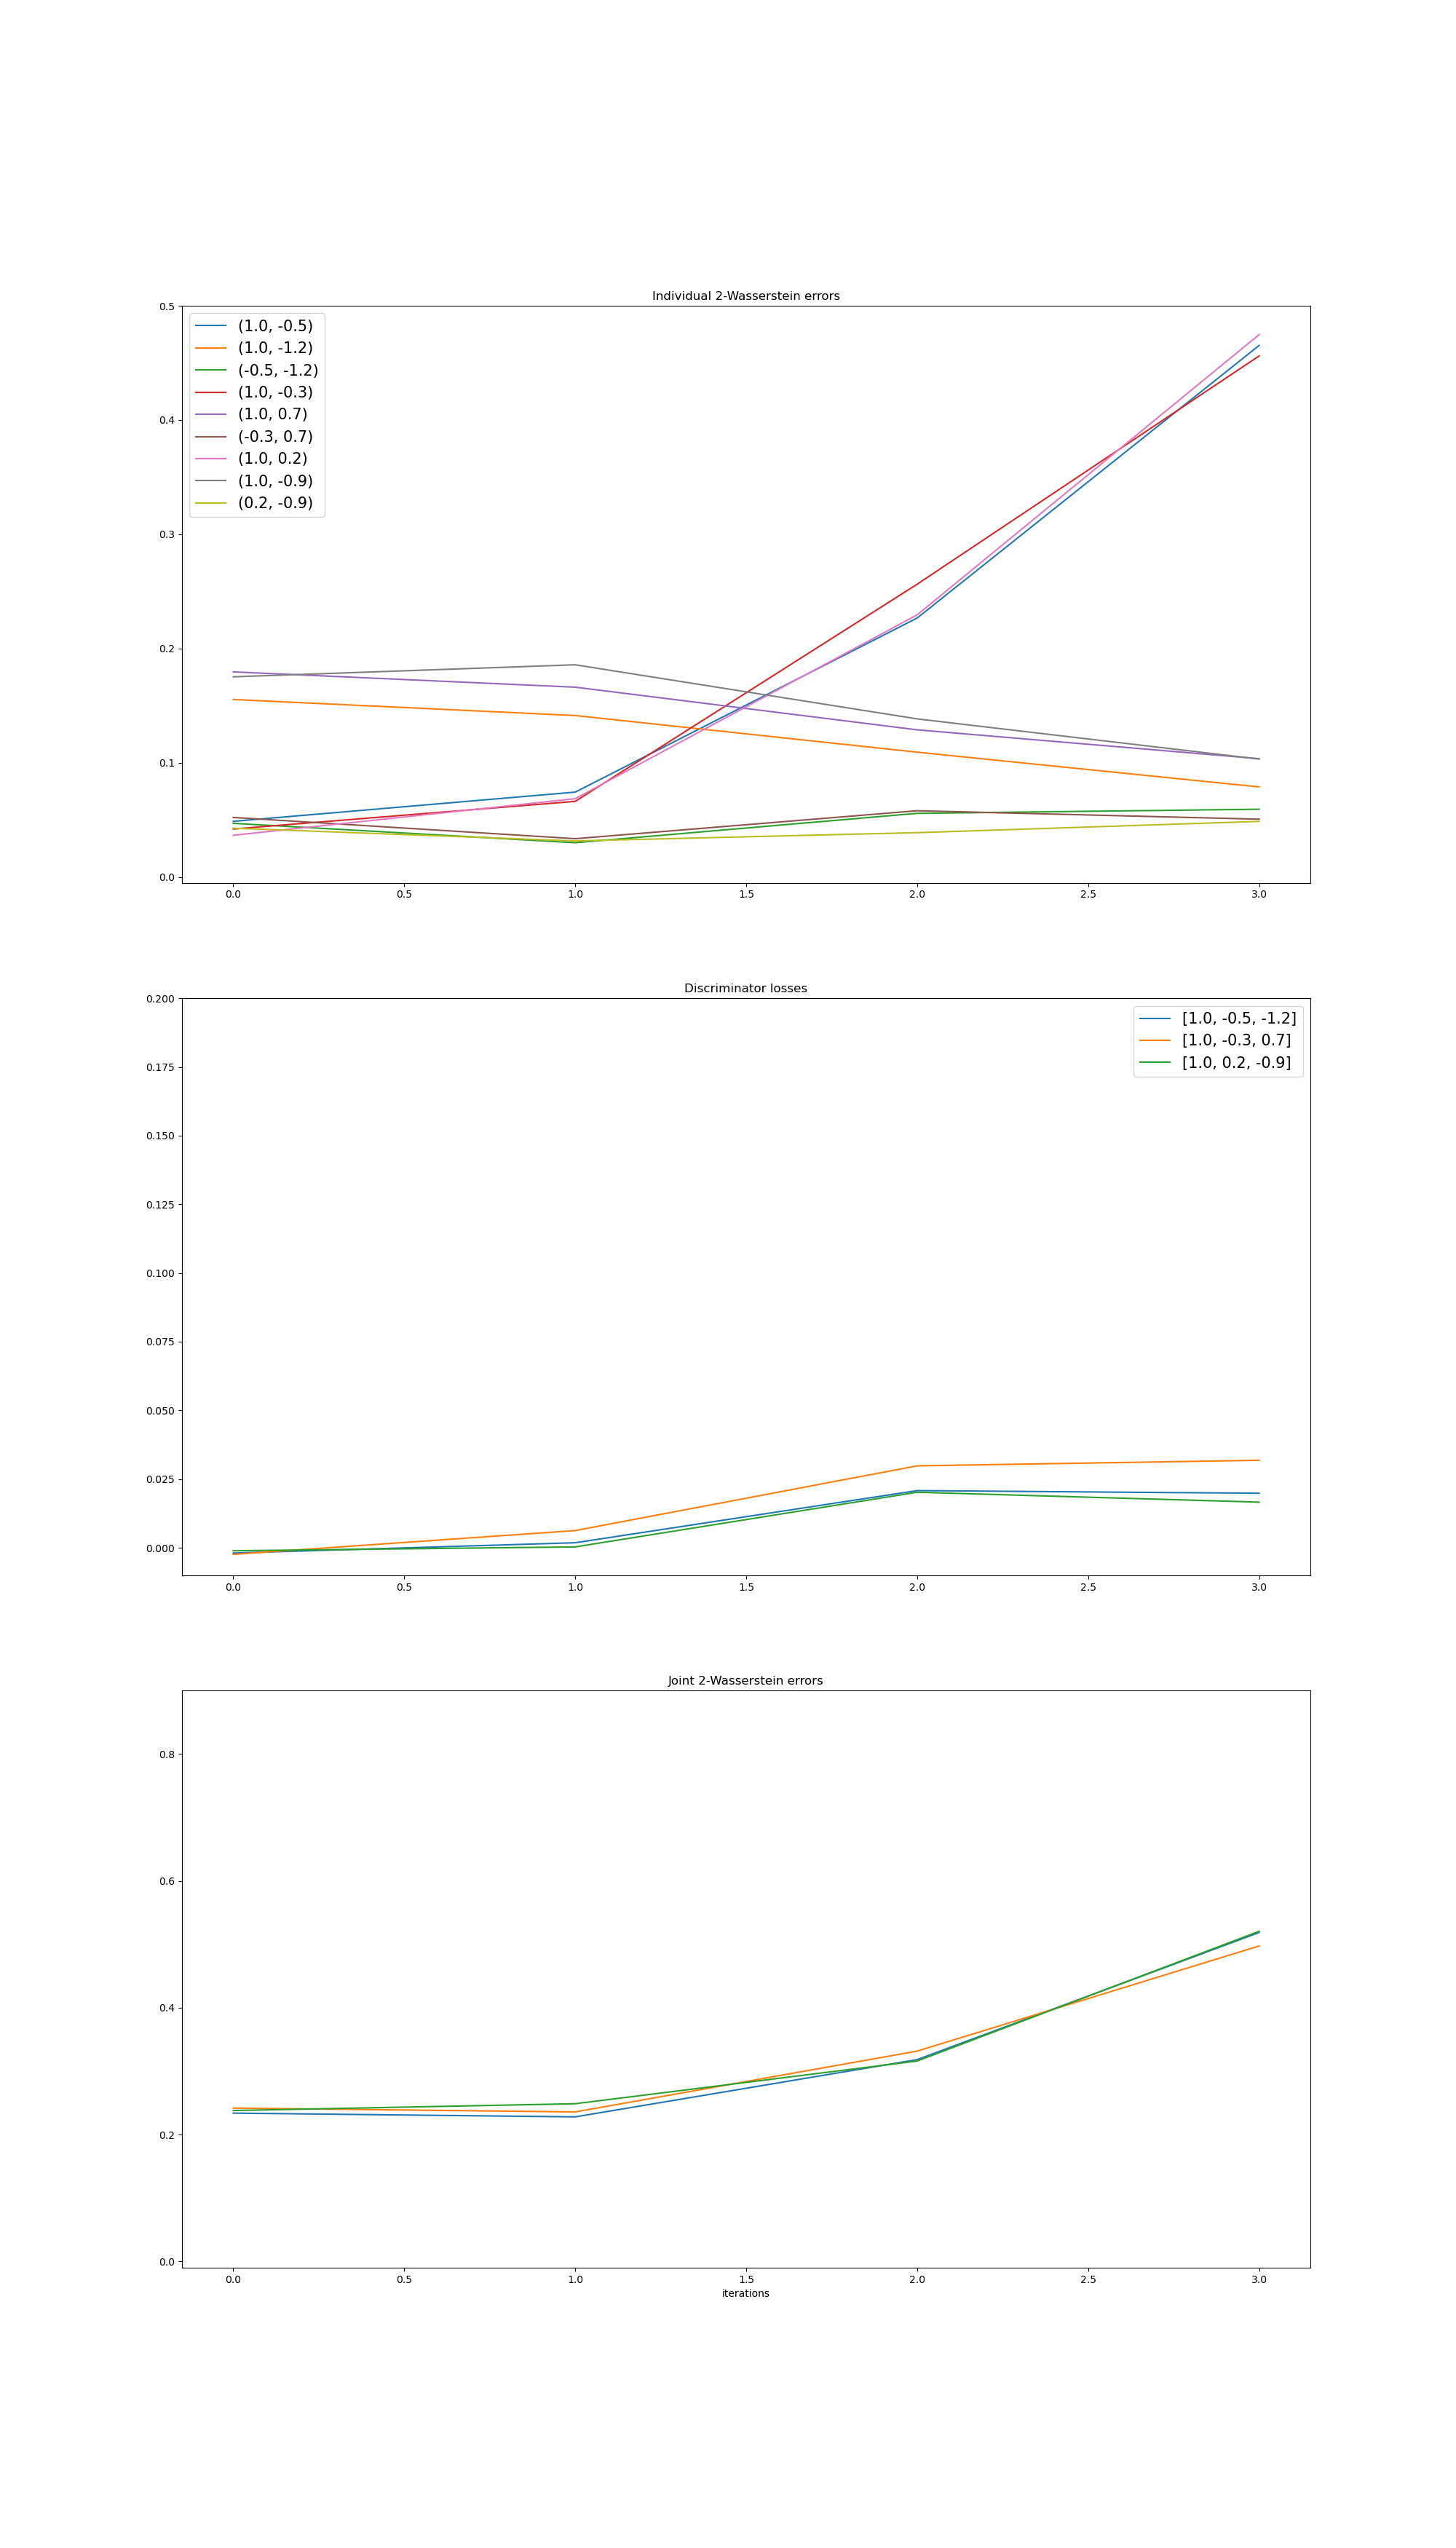 Individual 2-Wasserstein errors
0.5
0.4
0.3
0.2
0.1
0.0
(1.0, -0.5)
(1.0, -1.2)
(-0.5, -1.2)
(1.0, -0.3)
(1.0, 0.7)
(-0.3, 0.7)
(1.0, 0.2)
(1.0, -0.9)
(0.2, -0.9)
0.0 0.5 1.0 1.5 2.0 2.5 3.0
Discriminator losses
0.200
0.175
0.150
0.125
0.100
0.075
0.050
0.025
0.000
[1.0, -0.5, -1.2]
[1.0, -0.3, 0.7]
[1.0, 0.2, -0.9]
0.0 0.5 1.0 1.5 2.0 2.5 3.0
Joint 2-Wasserstein errors
0.8
0.6
0.4
0.2
0.0
0.0 0.5 1.0 1.5 2.0 2.5 3.0
iterations